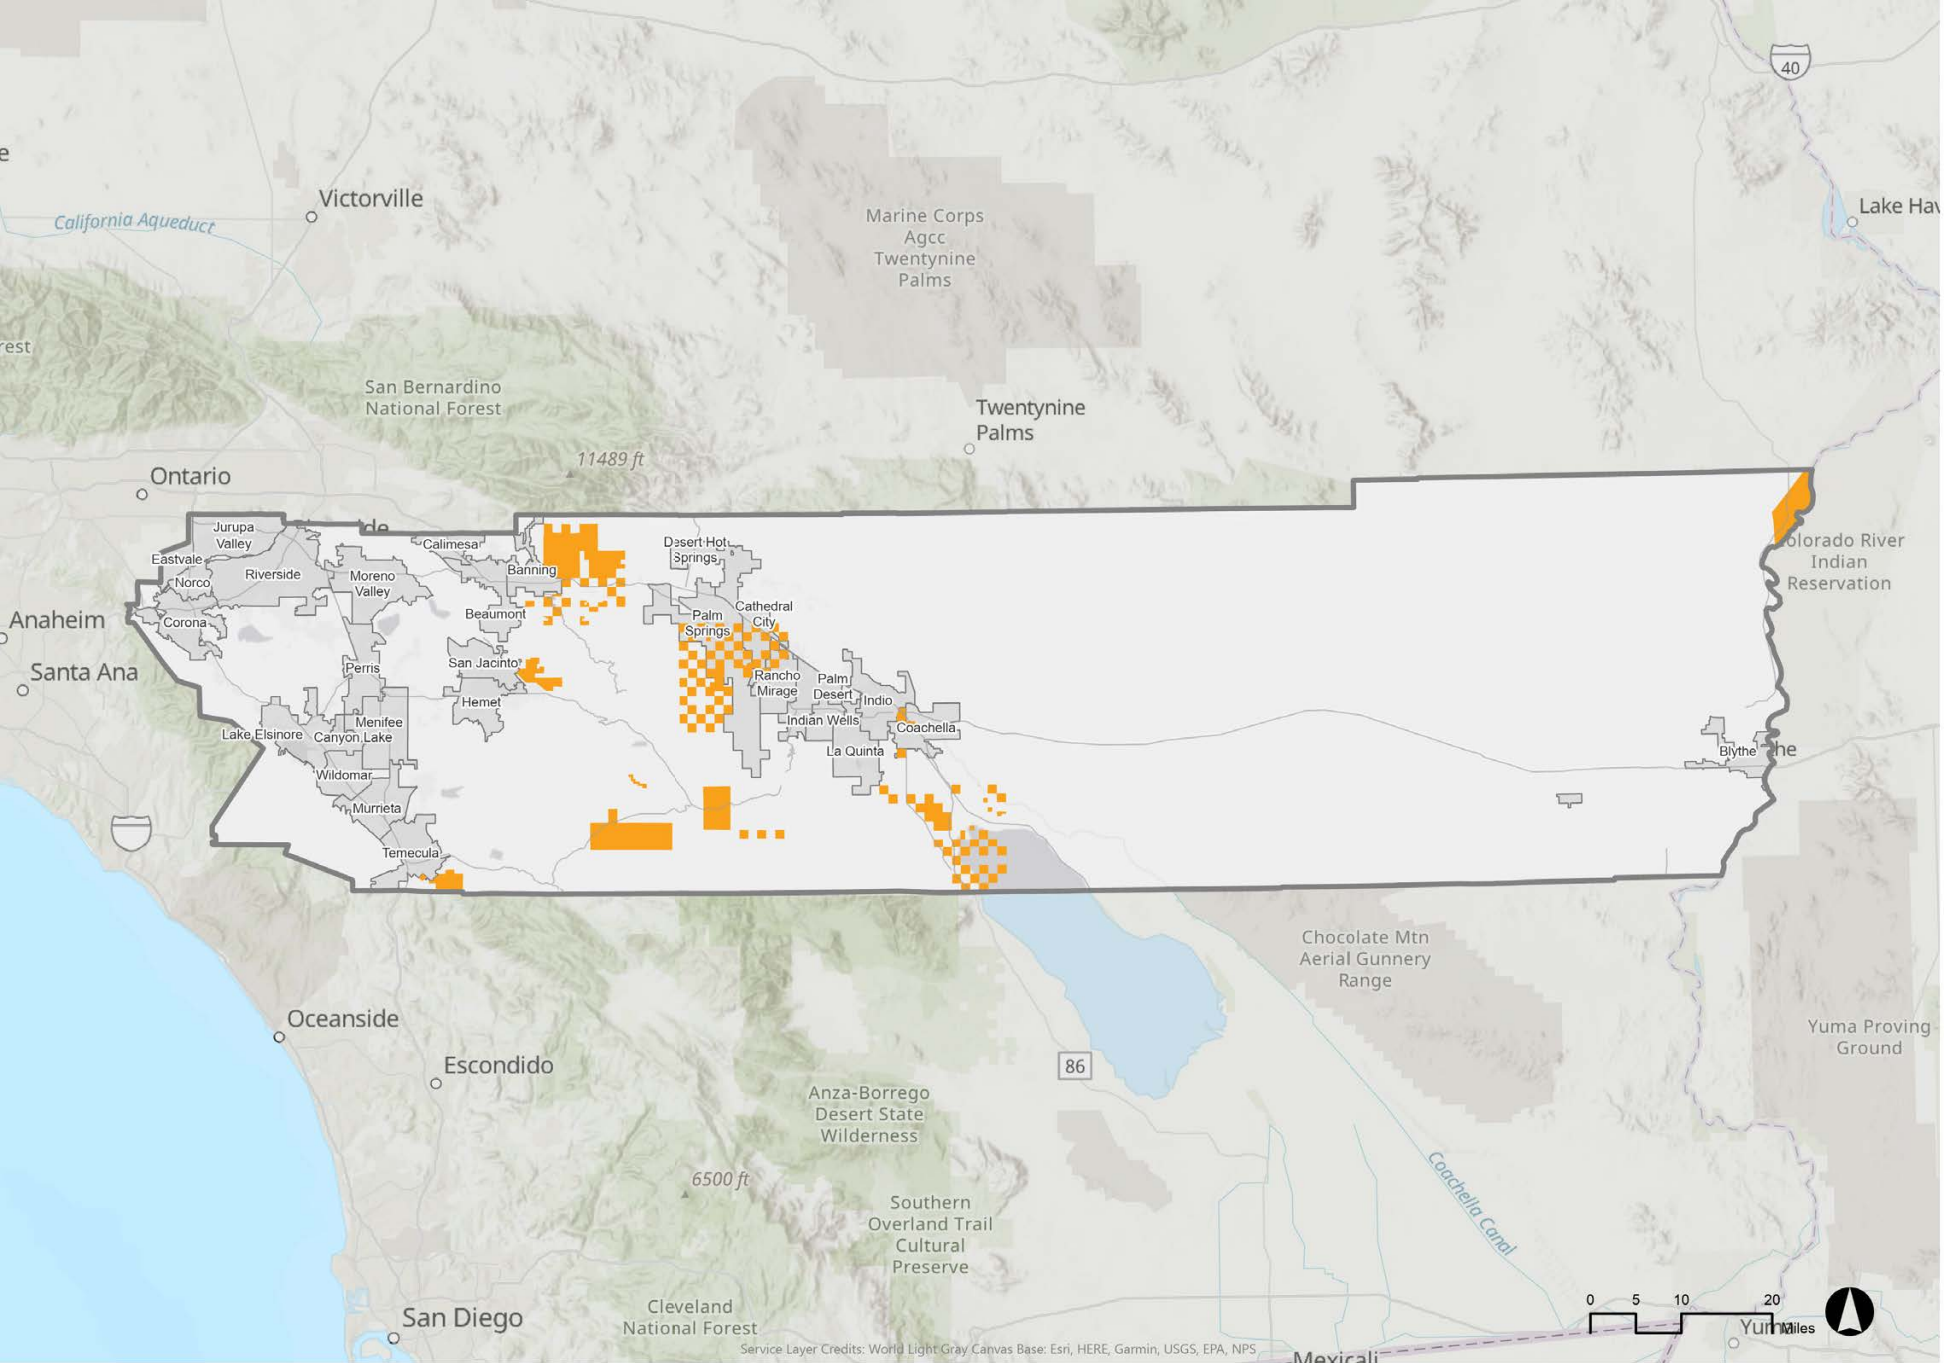 40
e
Victorville
California Aqueduct
Lake Hav
Marine Corps
Agcc
Twentynine
Palms
rest
San Bernardino
National Forest
Twentynine
Palms
11489 ft
Ontario
de
Jurupa
Valley
Calimesa
Desert Hot
Springs
Eastvale
Norco
Riverside
Moreno
Valley
Banning
Colorado River
Indian
Reservation
Anaheim
Corona
Beaumont
Palm
Springs
Cathedral
City
Santa Ana
Perris
San Jacinto
Hemet
Rancho
Mirage
Palm
Desert
Indio
Lake Elsinore
Menifee
Canyon Lake
Indian Wells
Coachella
La Quinta
Blythe
he
Wildomar
Murrieta
Temecula
Chocolate Mtn
Aerial Gunnery
Range
Oceanside
Yuma Proving
Ground
Escondido
86
Anza-Borrego
Desert State
Wilderness
6500 ft
Coachella Canal
Southern
Overland Trail
Cultural
Preserve
San Diego
Cleveland
National Forest
0 5 10 20
Miles
Yuma
Service Layer Credits: World Light Gray Canvas Base: Esri, HERE, Garmin, USGS, EPA, NPS
Mexicali